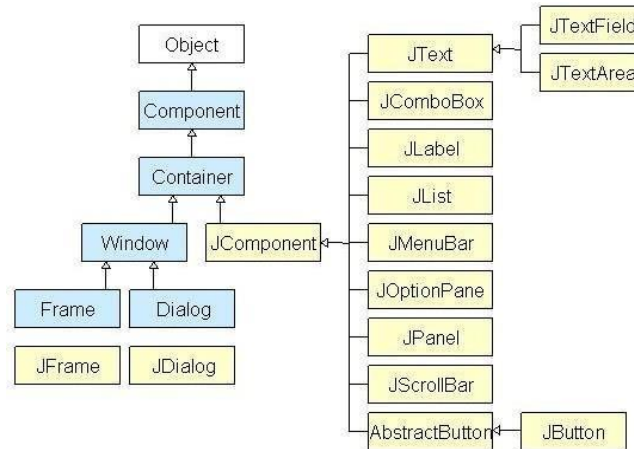 Object
Component
Container
Window
JComponent
Frame
Dialog
JFrame
JDialog
JText
JComboBox
JLabel
JList
JMenuBar
JOptionPane
JPanel
JScrollBar
AbstractButton
JTextField
JTextArea
JButton